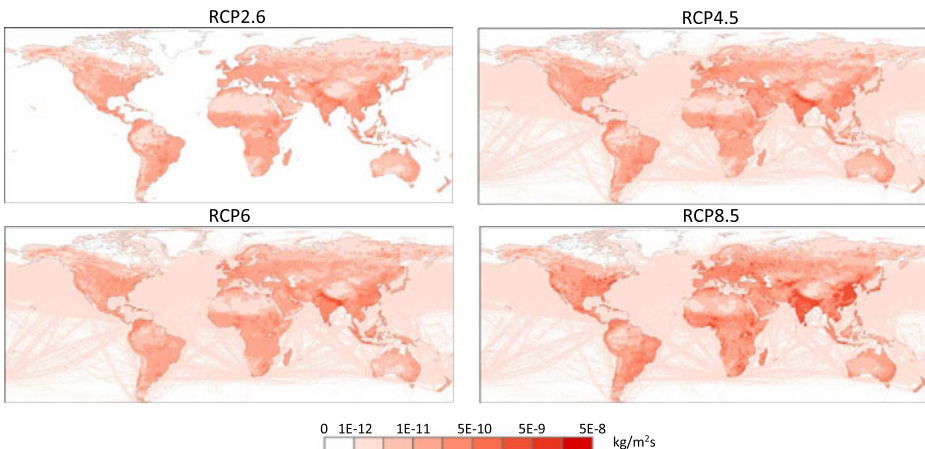 RCP2.6
RCP4.5
RCP6
RCP8.5
0 1E-12 1E-11 5E-10 5E-9 5E-8
kg/m²s